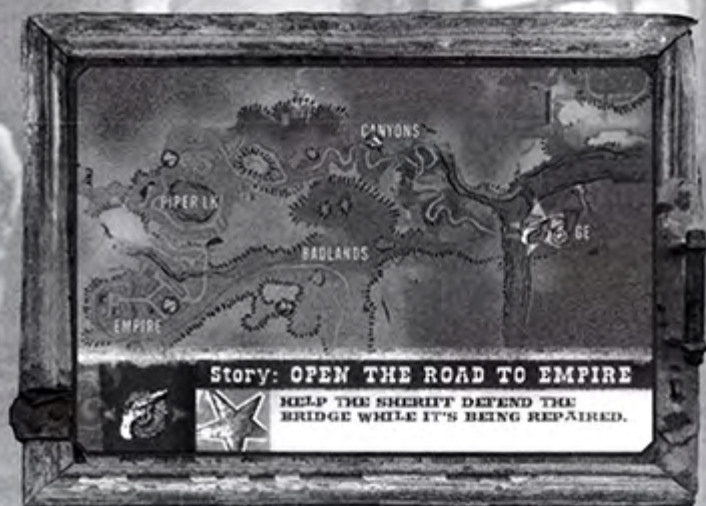 CANYONS
PIPER LK
GE
BADLANDS
EMPIRE
Story: OPEN THE ROAD TO EMPIRE
HELP THE SHERIFF DEFEND THE
BRIDGE WHILE IT'S BEING REPAIRED.